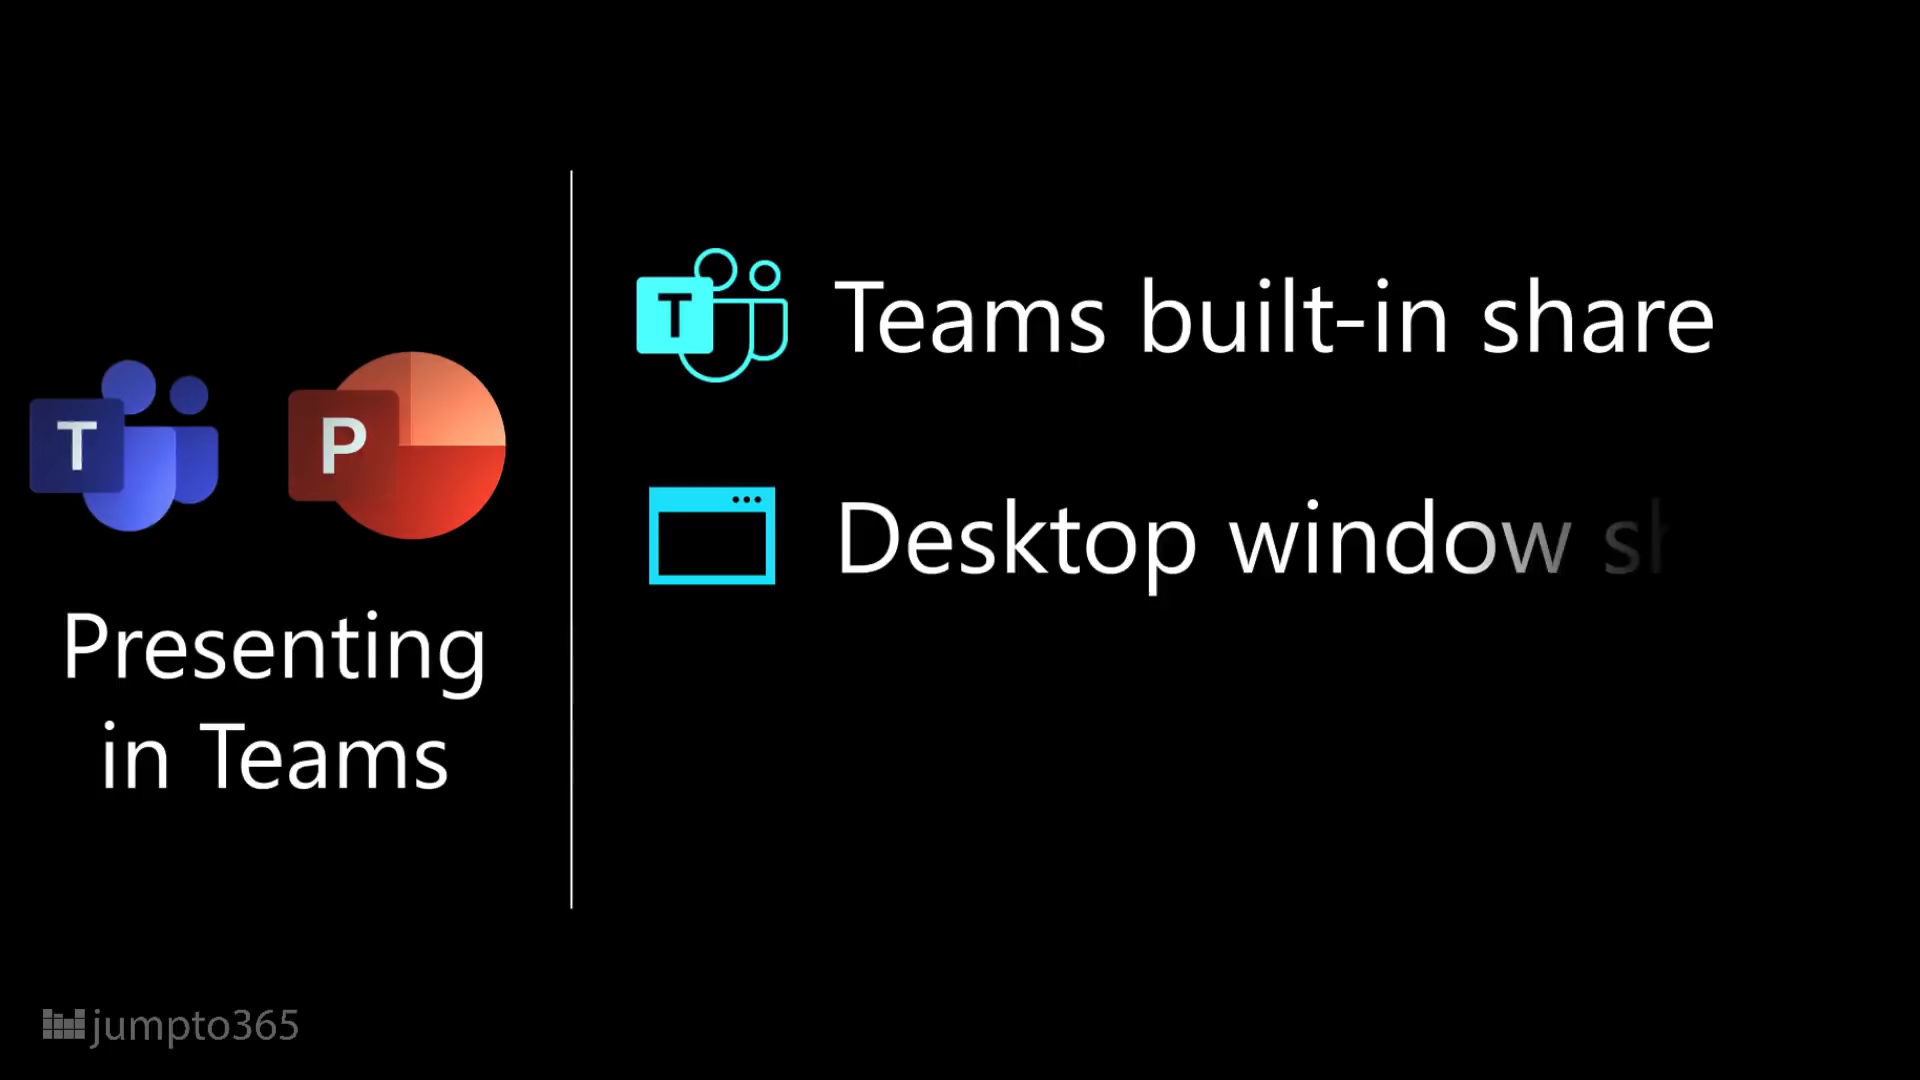 Teams built-in share
Desktop window
T
T
P
Presenting
in Teams
jumpto365